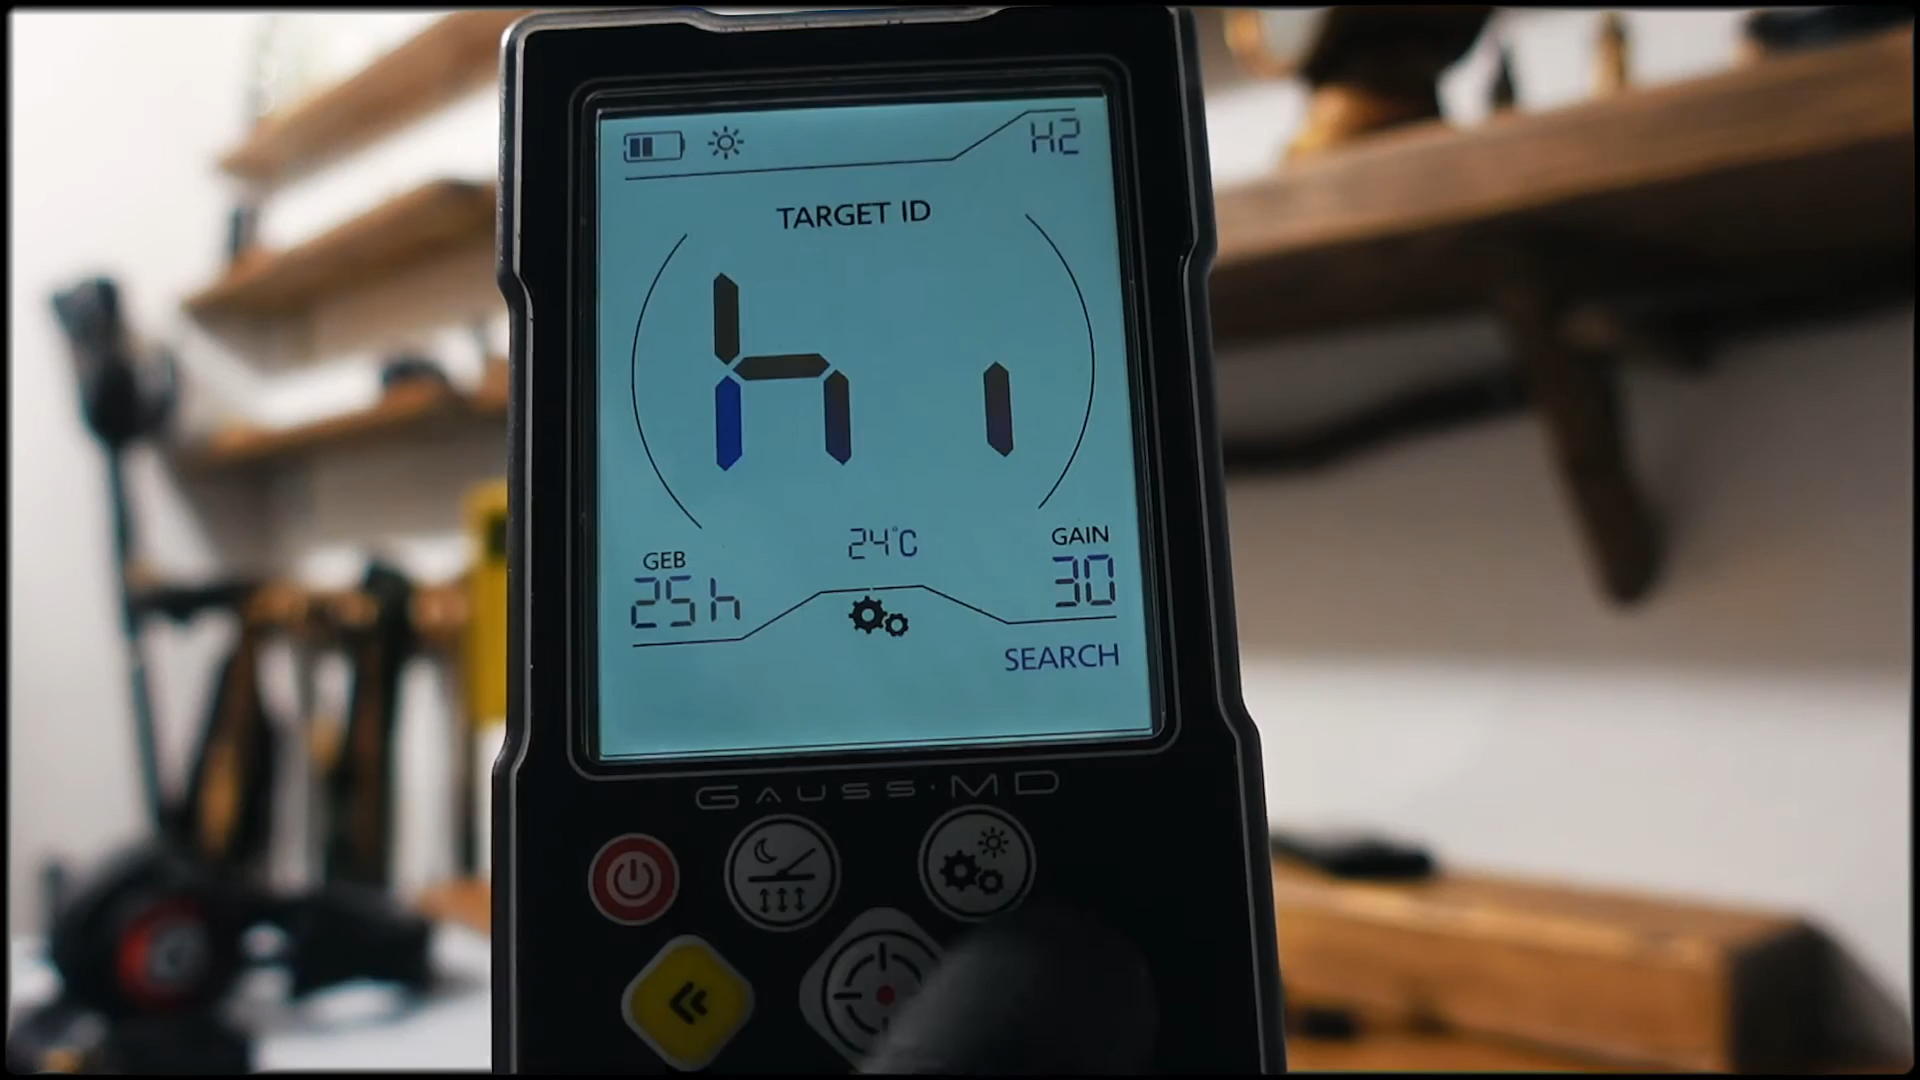 H2
TARGET ID
hi
24°C
GEB
25h
GAIN
30
SEARCH
GAUSS·MD